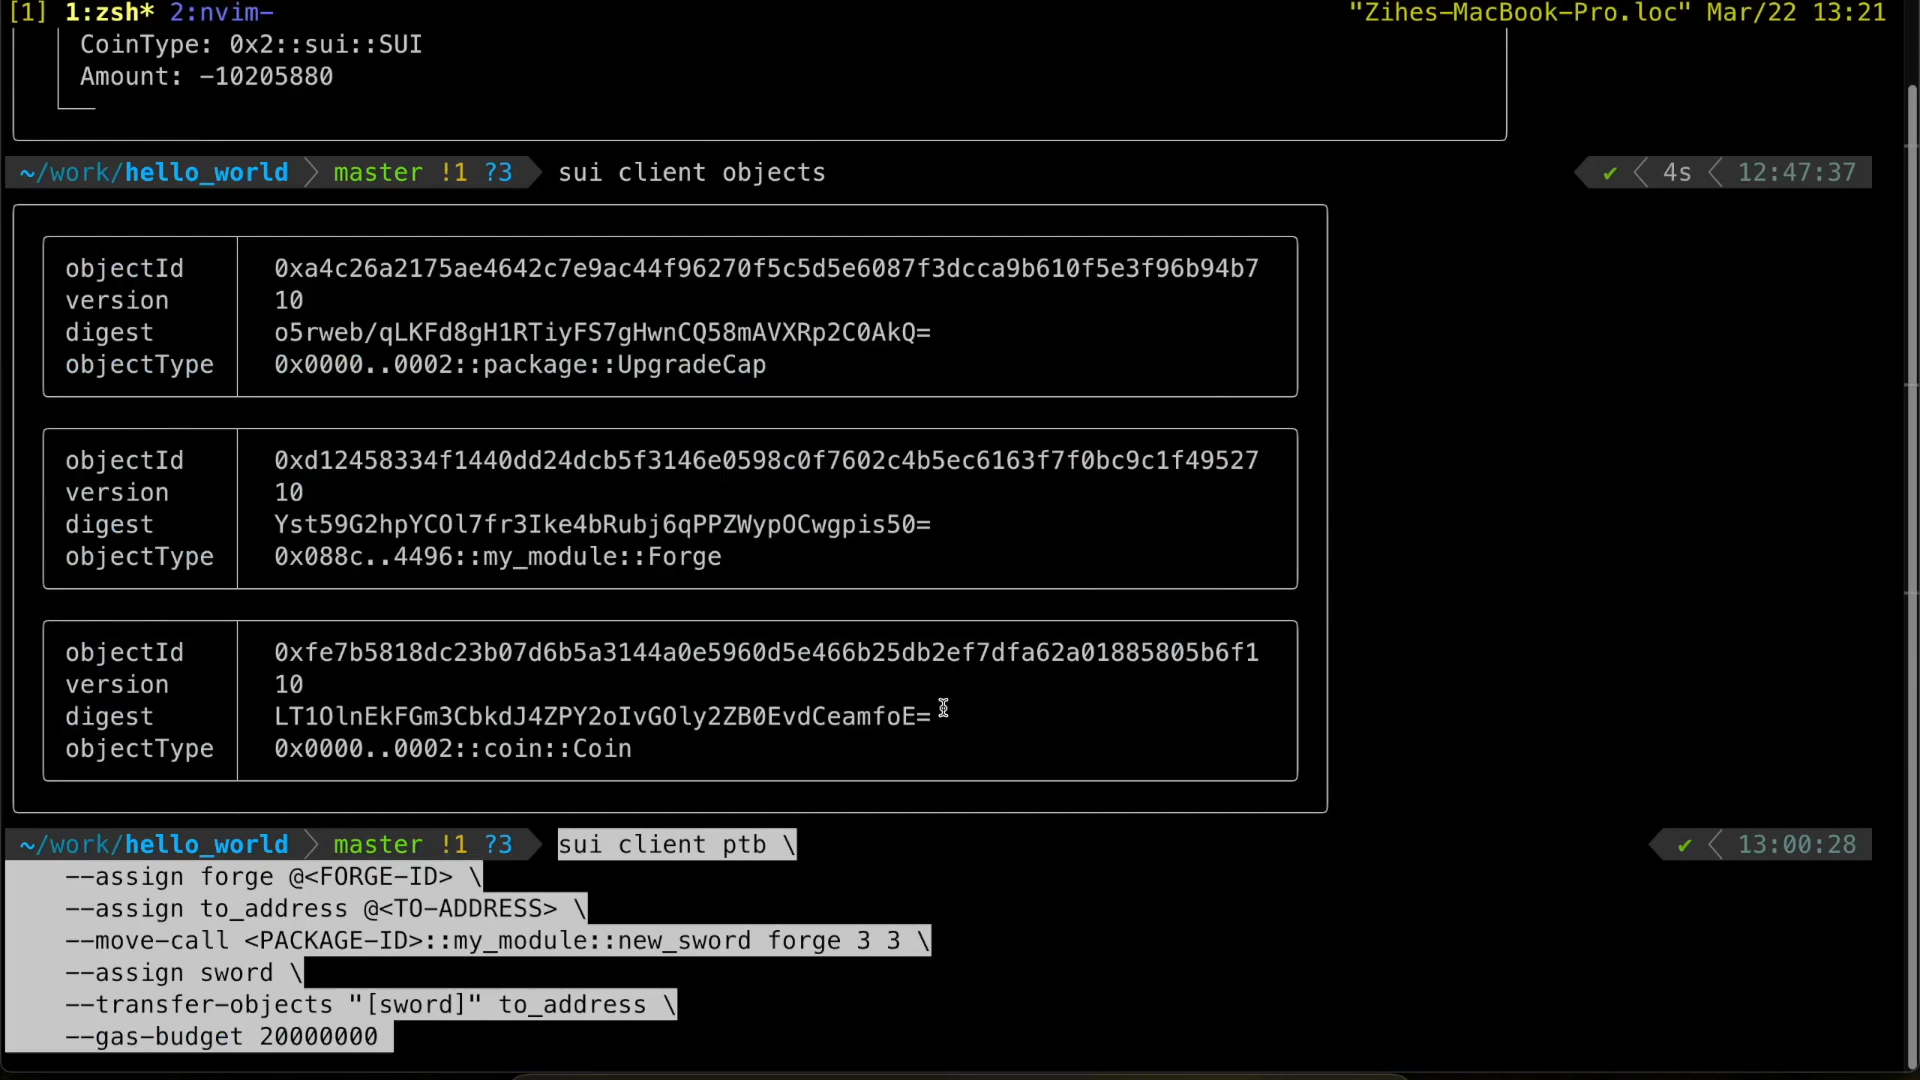 [1] 1:zsh* 2:nvim- "Zihes-MacBook-Pro.loc" Mar/22 13:21
CoinType: 0x2::sui::SUI
Amount: -10205880
~/work/hello_world master !1 ?3 sui client objects ✔ 4s 12:47:37
objectId 0xa4c26a2175ae4642c7e9ac44f96270f5c5d5e6087f3dcca9b610f5e3f96b94b7
version 10
digest o5rweb/qLKFd8gH1RTiyFS7gHwnCQ58mAVXRp2C0AkQ=
objectType 0x0000..0002::package::UpgradeCap
objectId 0xd12458334f1440dd24dcb5f3146e0598c0f7602c4b5ec6163f7f0bc9c1f49527
version 10
digest Yst59G2hpYCOl7fr3Ike4bRubj6qPPZWypOCwgpis50=
objectType 0x088c..4496::my_module::Forge
objectId 0xfe7b5818dc23b07d6b5a3144a0e5960d5e466b25db2ef7dfa62a01885805b6f1
version 10
digest LT1OlnEkFGm3CbkdJ4ZPY2oIvGOly2ZB0EvdCeamfoE=
objectType 0x0000..0002::coin::Coin
~/work/hello_world master !1 ?3 sui client ptb \ ✔ 13:00:28
--assign forge @<FORGE-ID> \
--assign to_address @<TO-ADDRESS> \
--move-call <PACKAGE-ID>::my_module::new_sword forge 3 3 \
--assign sword \
--transfer-objects "[sword]" to_address \
--gas-budget 20000000